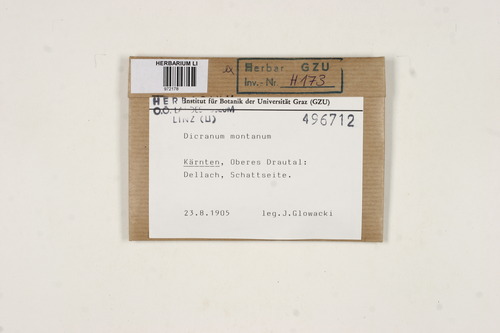 HERBARIUM LI
Herbar. GZU
Inv.-Nr. H173
Institut für Botanik der Universität Graz (GZU)
LINZ (U)
496712
Dicranum montanum
Kärnten, Oberes Drautal:
Dellach, Schattseite.
23.8.1905 leg.J.Glowacki